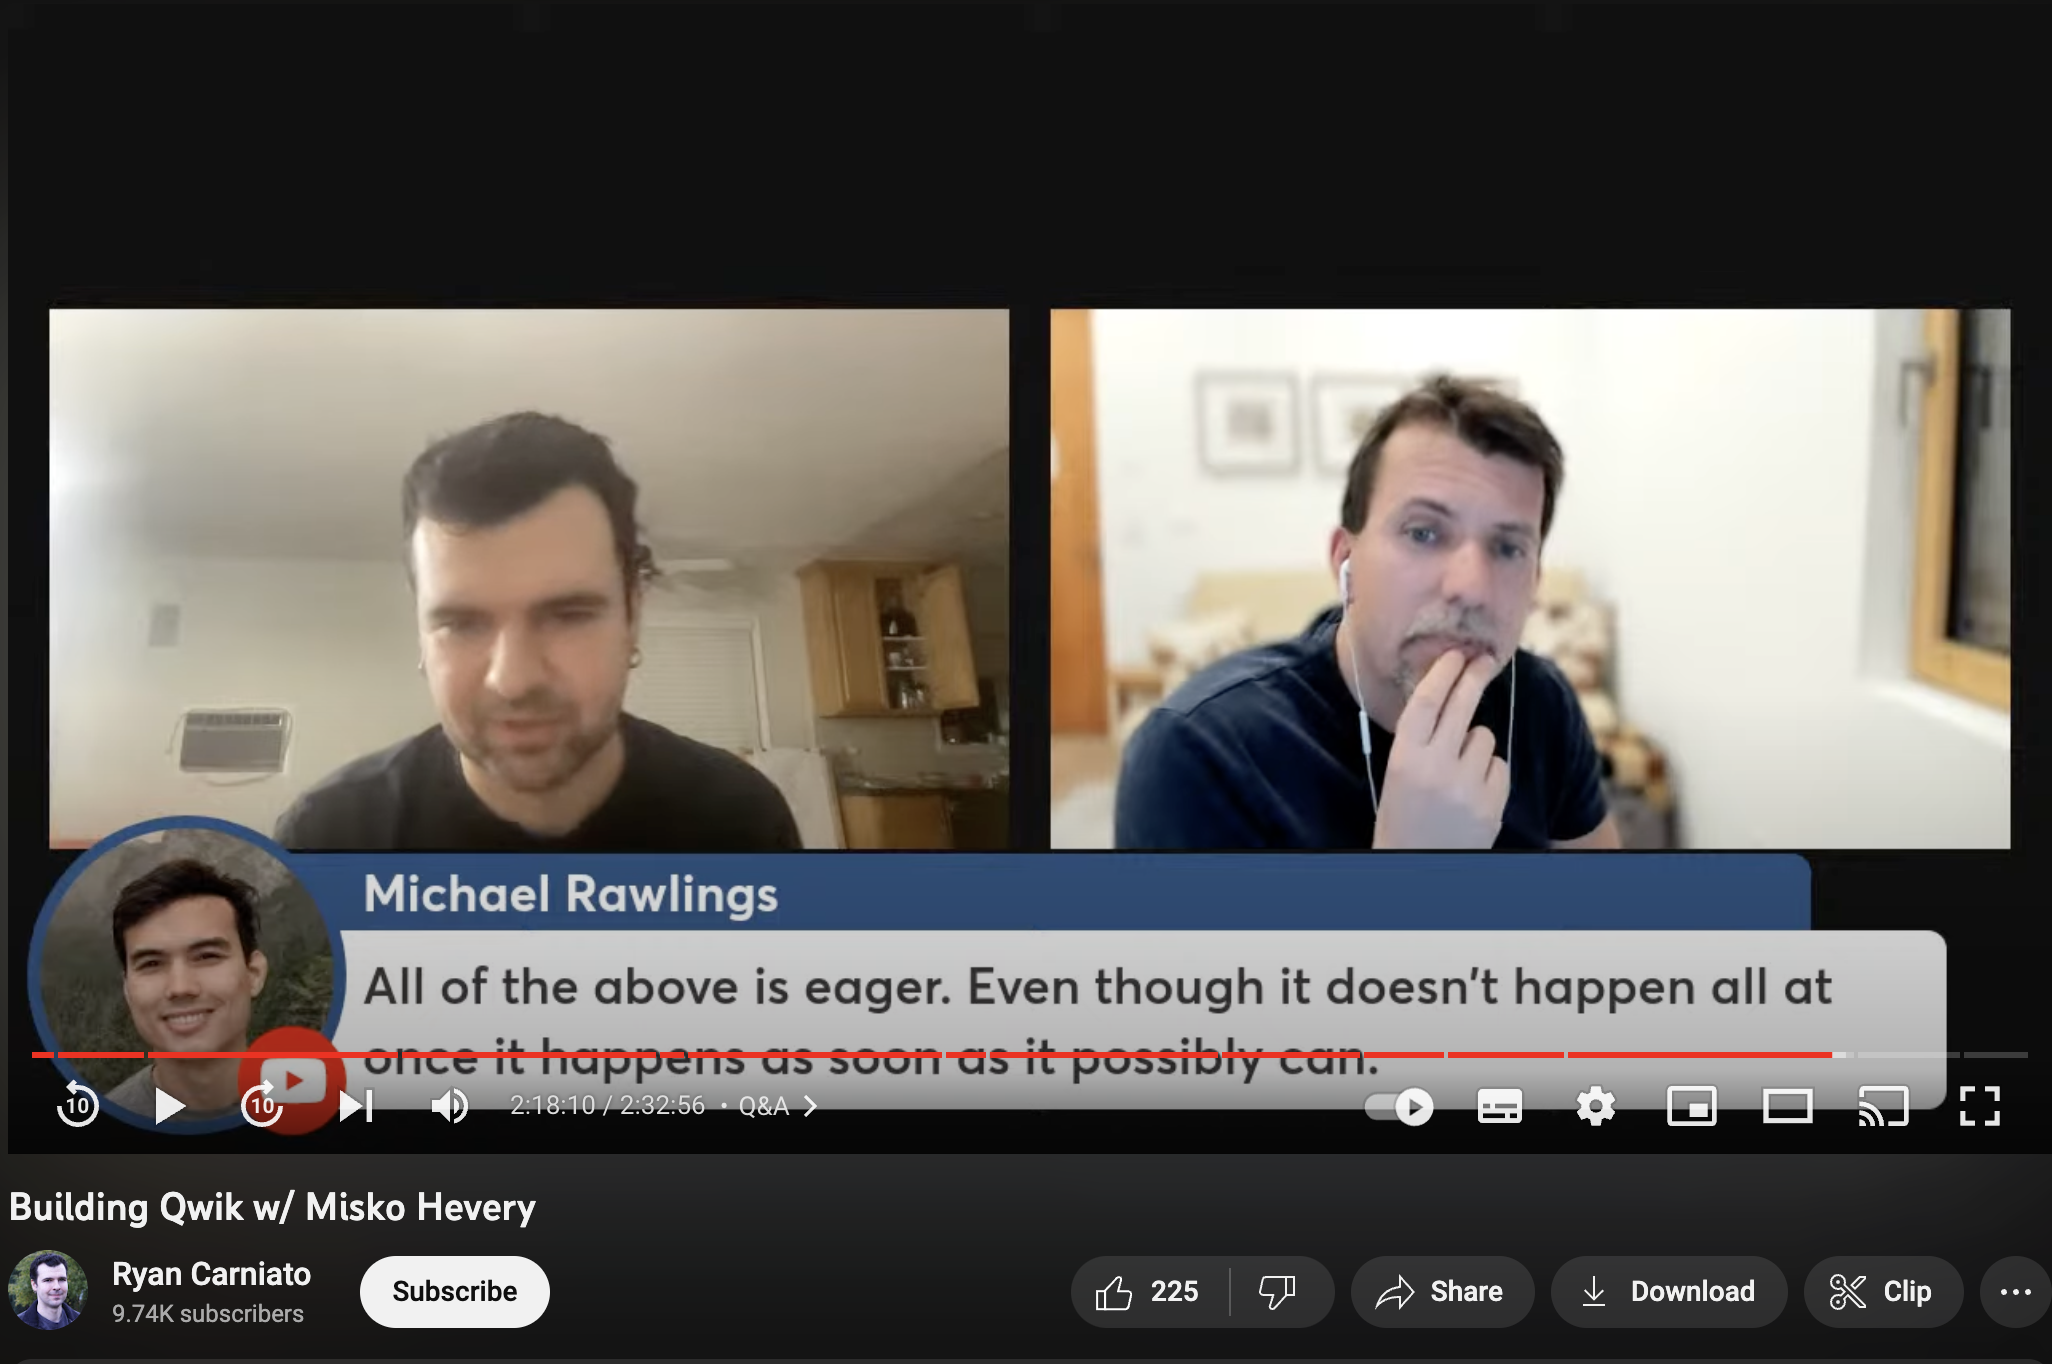 Michael Rawlings
All of the above is eager. Even though it doesn't happen all at
once it happens as soon as it possibly can.
10
10
2:18:10 / 2:32:56 • Q&A
Building Qwik w/ Misko Hevery
Ryan Carniato
9.74K subscribers
Subscribe
225
Share
Download
Clip